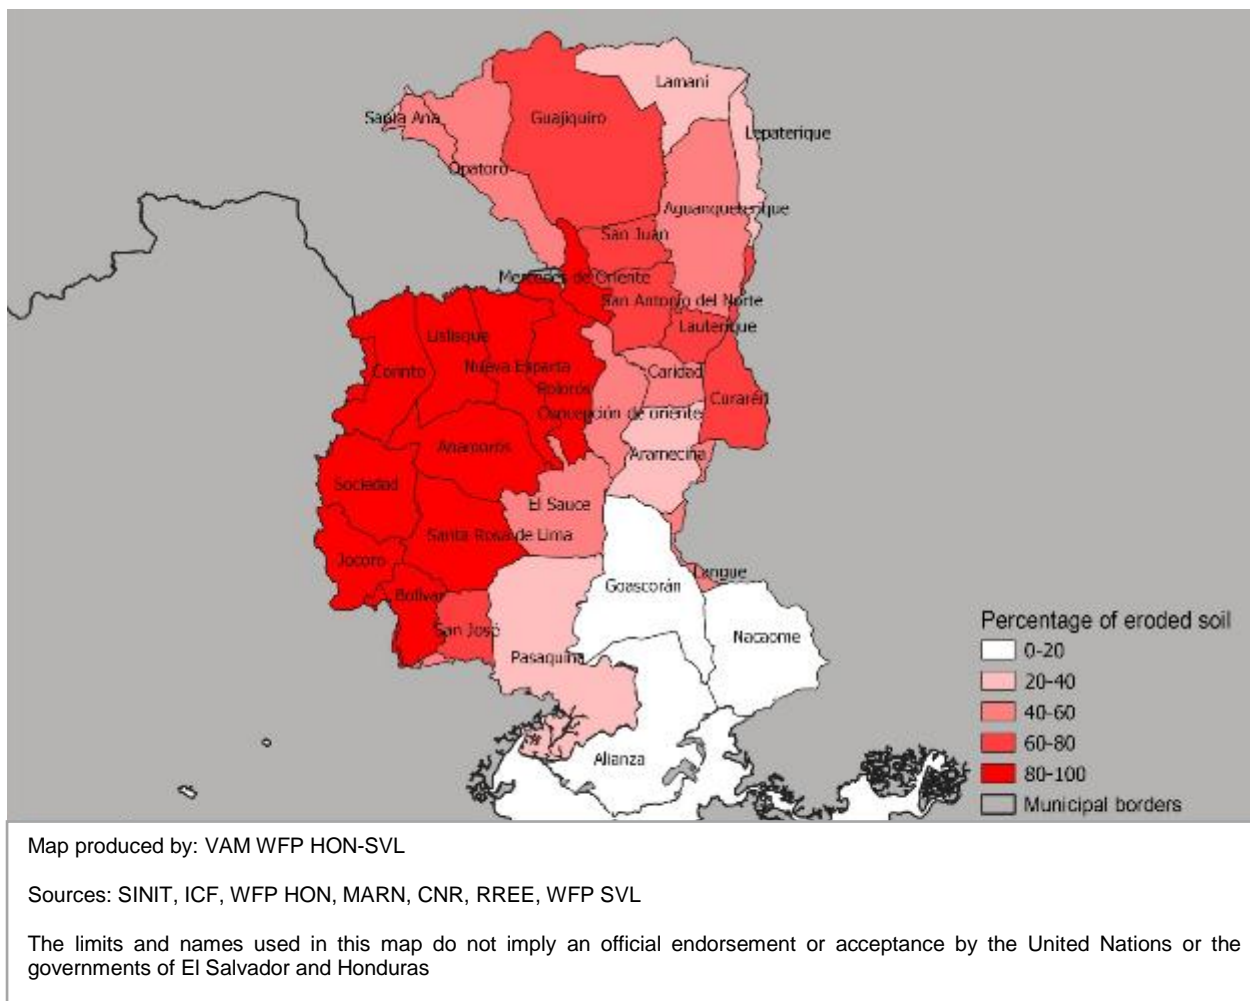 Lamaní
Santa Ana
Guajiquiro
Lepaterique
Opatoro
Aguanqueterique
San Juan
Mercedes de Oriente
San Antonio del Norte
Lauterique
Lislisque
Nueva Esparta
Corinto
Caridad
Polorós
Curarén
Concepción de oriente
Anamorós
Aramecina
Sociedad
El Sauce
Santa Rosa de Lima
Jocoro
Langue
Goascorán
Bolívar
Percentage of eroded soil
San José
Nacaome
0-20
Pasaquina
20-40
40-60
60-80
Alianza
80-100
Municipal borders
Map produced by: VAM WFP HON-SVL
Sources: SINIT, ICF, WFP HON, MARN, CNR, RREE, WFP SVL
The limits and names used in this map do not imply an official endorsement or acceptance by the United Nations or the
governments of El Salvador and Honduras